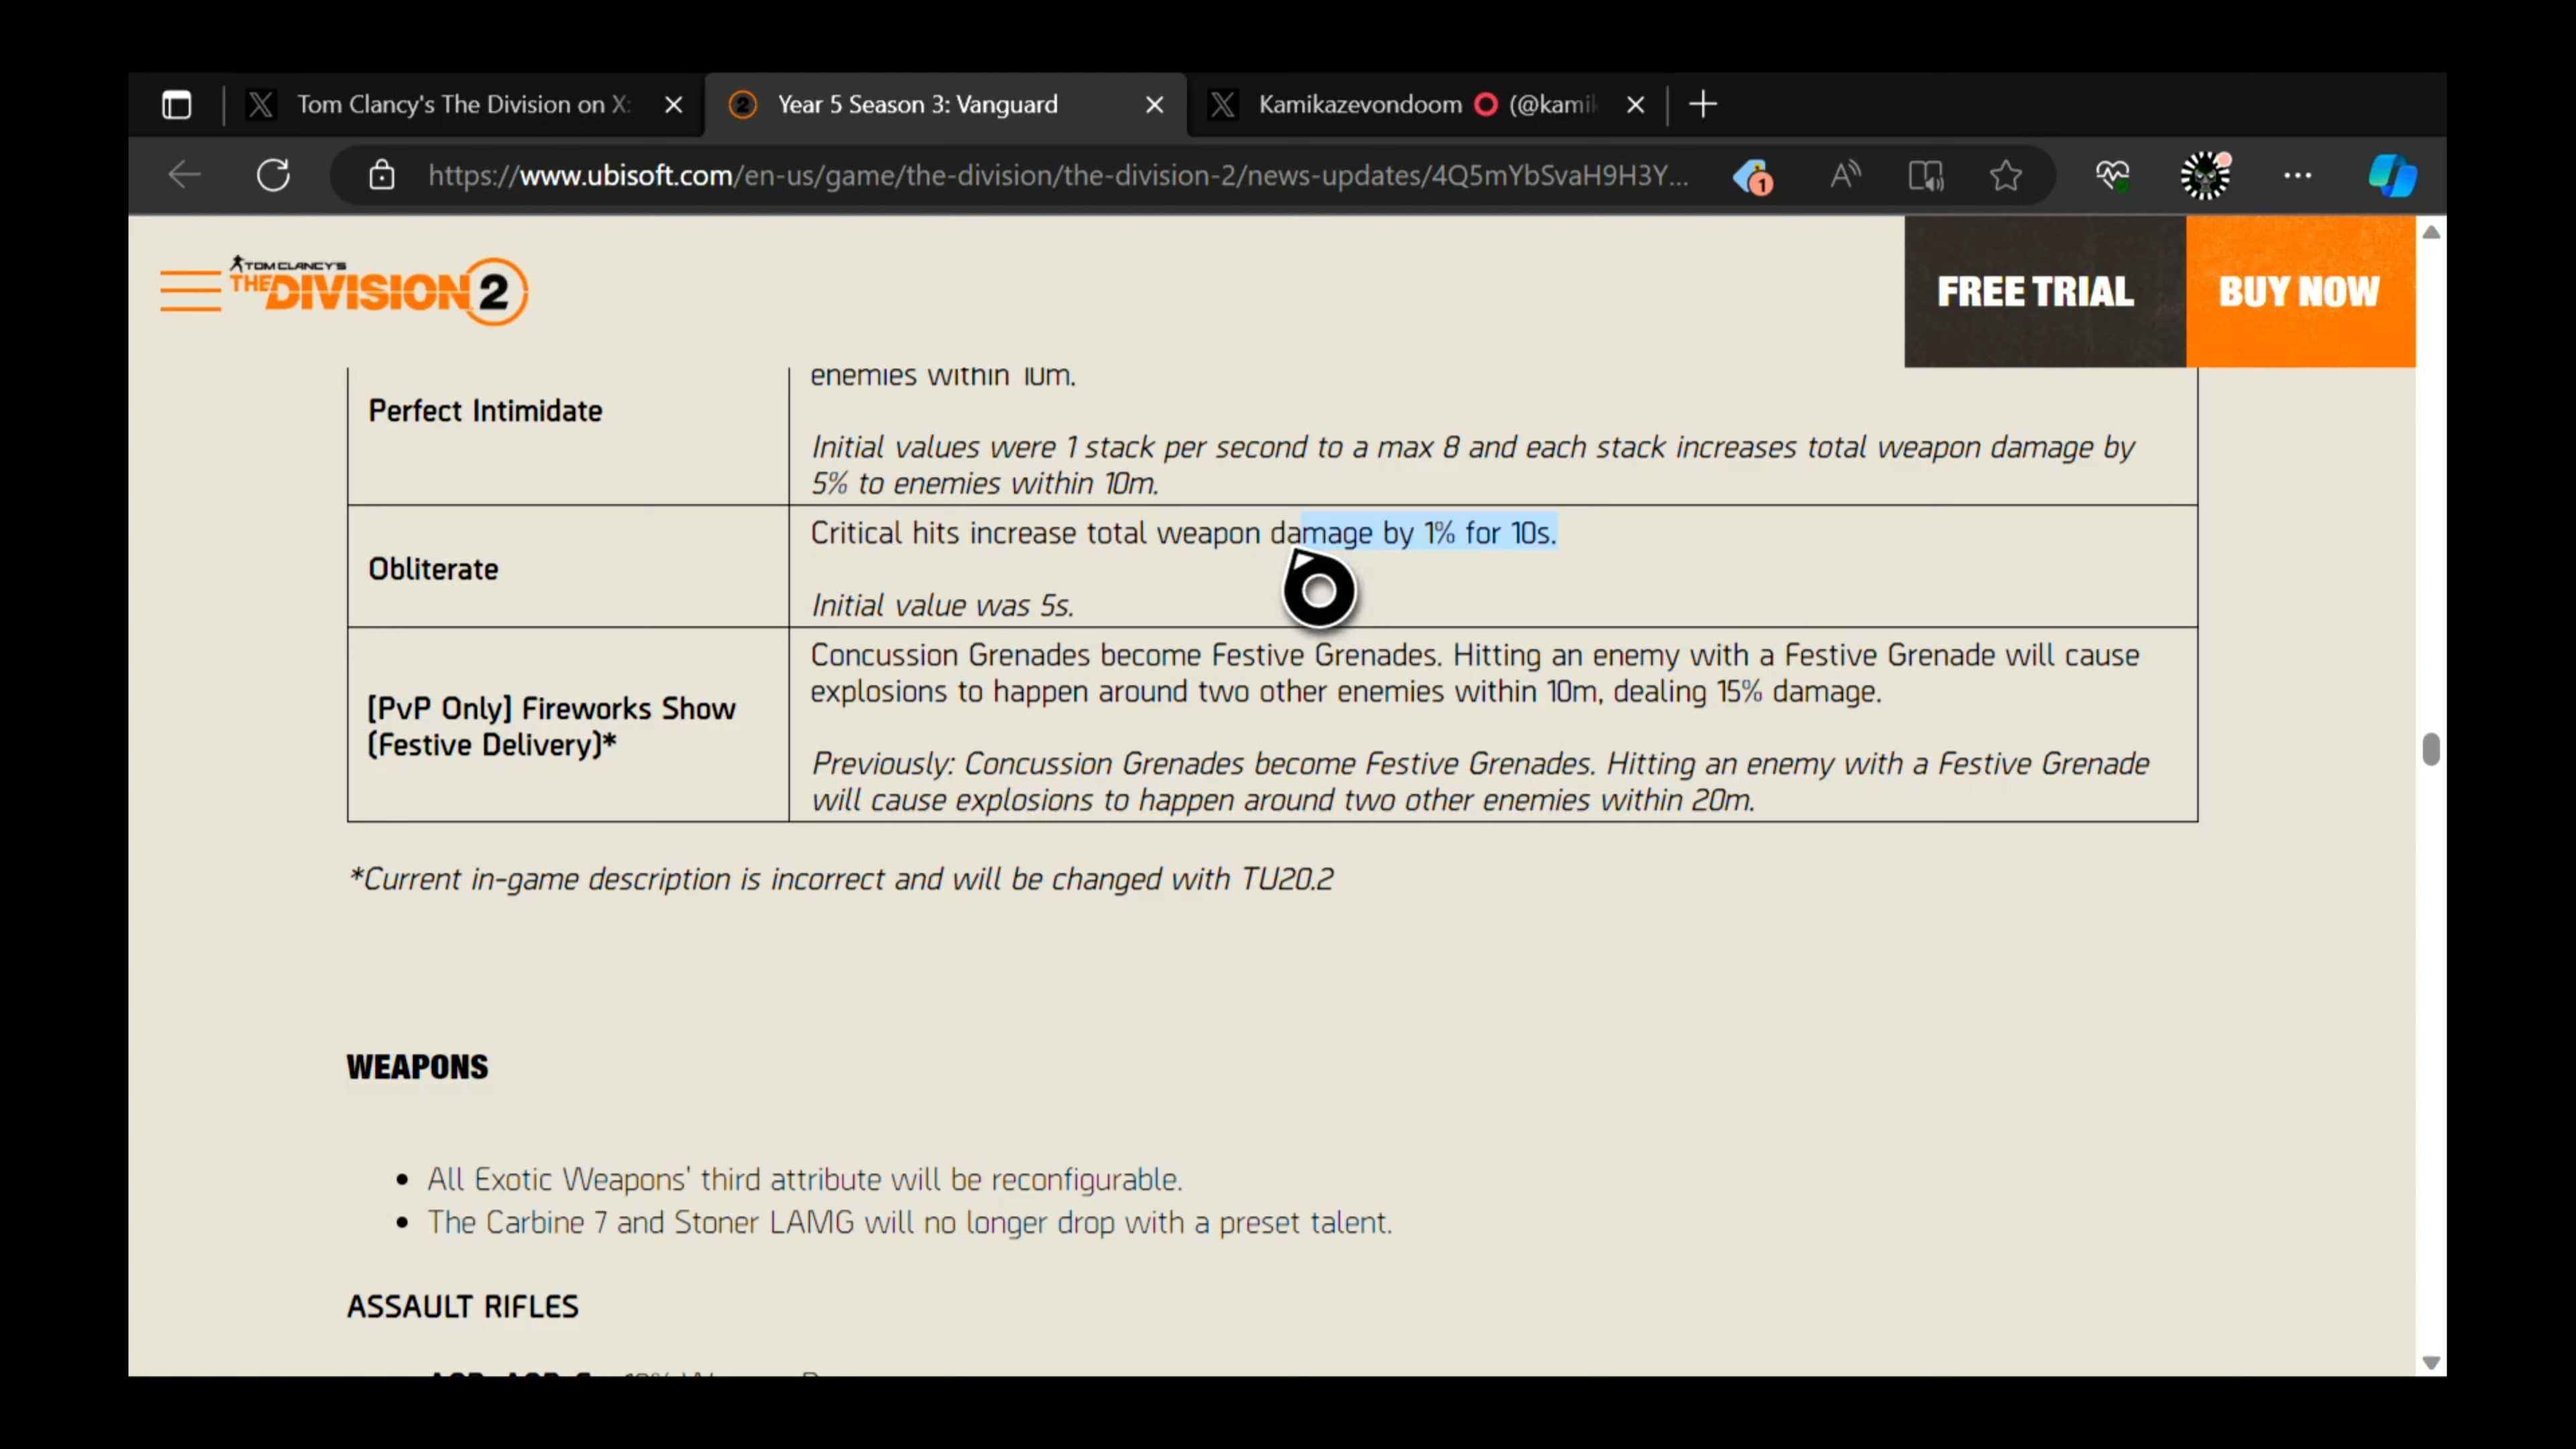 Tom Clancy's The Division on X:
Year 5 Season 3: Vanguard
Kamikazevondoom ⭕ (@kami
https://www.ubisoft.com/en-us/game/the-division/the-division-2/news-updates/4Q5mYbSvaH9H3Y...
1
TOM CLANCY'S
THE DIVISION 2
FREE TRIAL
BUY NOW
enemies within 10m.
Perfect Intimidate
Initial values were 1 stack per second to a max 8 and each stack increases total weapon damage by
5% to enemies within 10m.
Critical hits increase total weapon damage by 1% for 10s.
Obliterate
Initial value was 5s.
Concussion Grenades become Festive Grenades. Hitting an enemy with a Festive Grenade will cause
explosions to happen around two other enemies within 10m, dealing 15% damage.
[PvP Only] Fireworks Show
(Festive Delivery)*
Previously: Concussion Grenades become Festive Grenades. Hitting an enemy with a Festive Grenade
will cause explosions to happen around two other enemies within 20m.
*Current in-game description is incorrect and will be changed with TU20.2
WEAPONS
• All Exotic Weapons' third attribute will be reconfigurable.
• The Carbine 7 and Stoner LAMG will no longer drop with a preset talent.
ASSAULT RIFLES